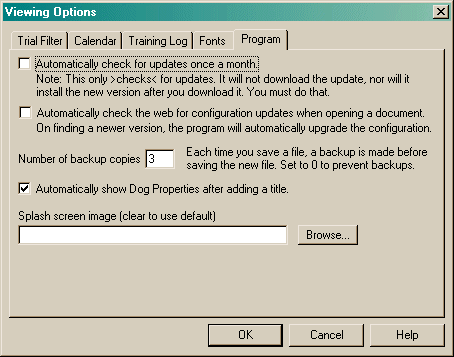 Viewing Options
Trial Filter Calendar Training Log Fonts Program
Automatically check for updates once a month.
Note: This only >checks< for updates. It will not download the update, nor will it
install the new version after you download it. You must do that.
Automatically check the web for configuration updates when opening a document.
On finding a newer version, the program will automatically upgrade the configuration.
Number of backup copies 3 Each time you save a file, a backup is made before
saving the new file. Set to 0 to prevent backups.
Automatically show Dog Properties after adding a title.
Splash screen image (clear to use default)
Browse...
OK Cancel Help